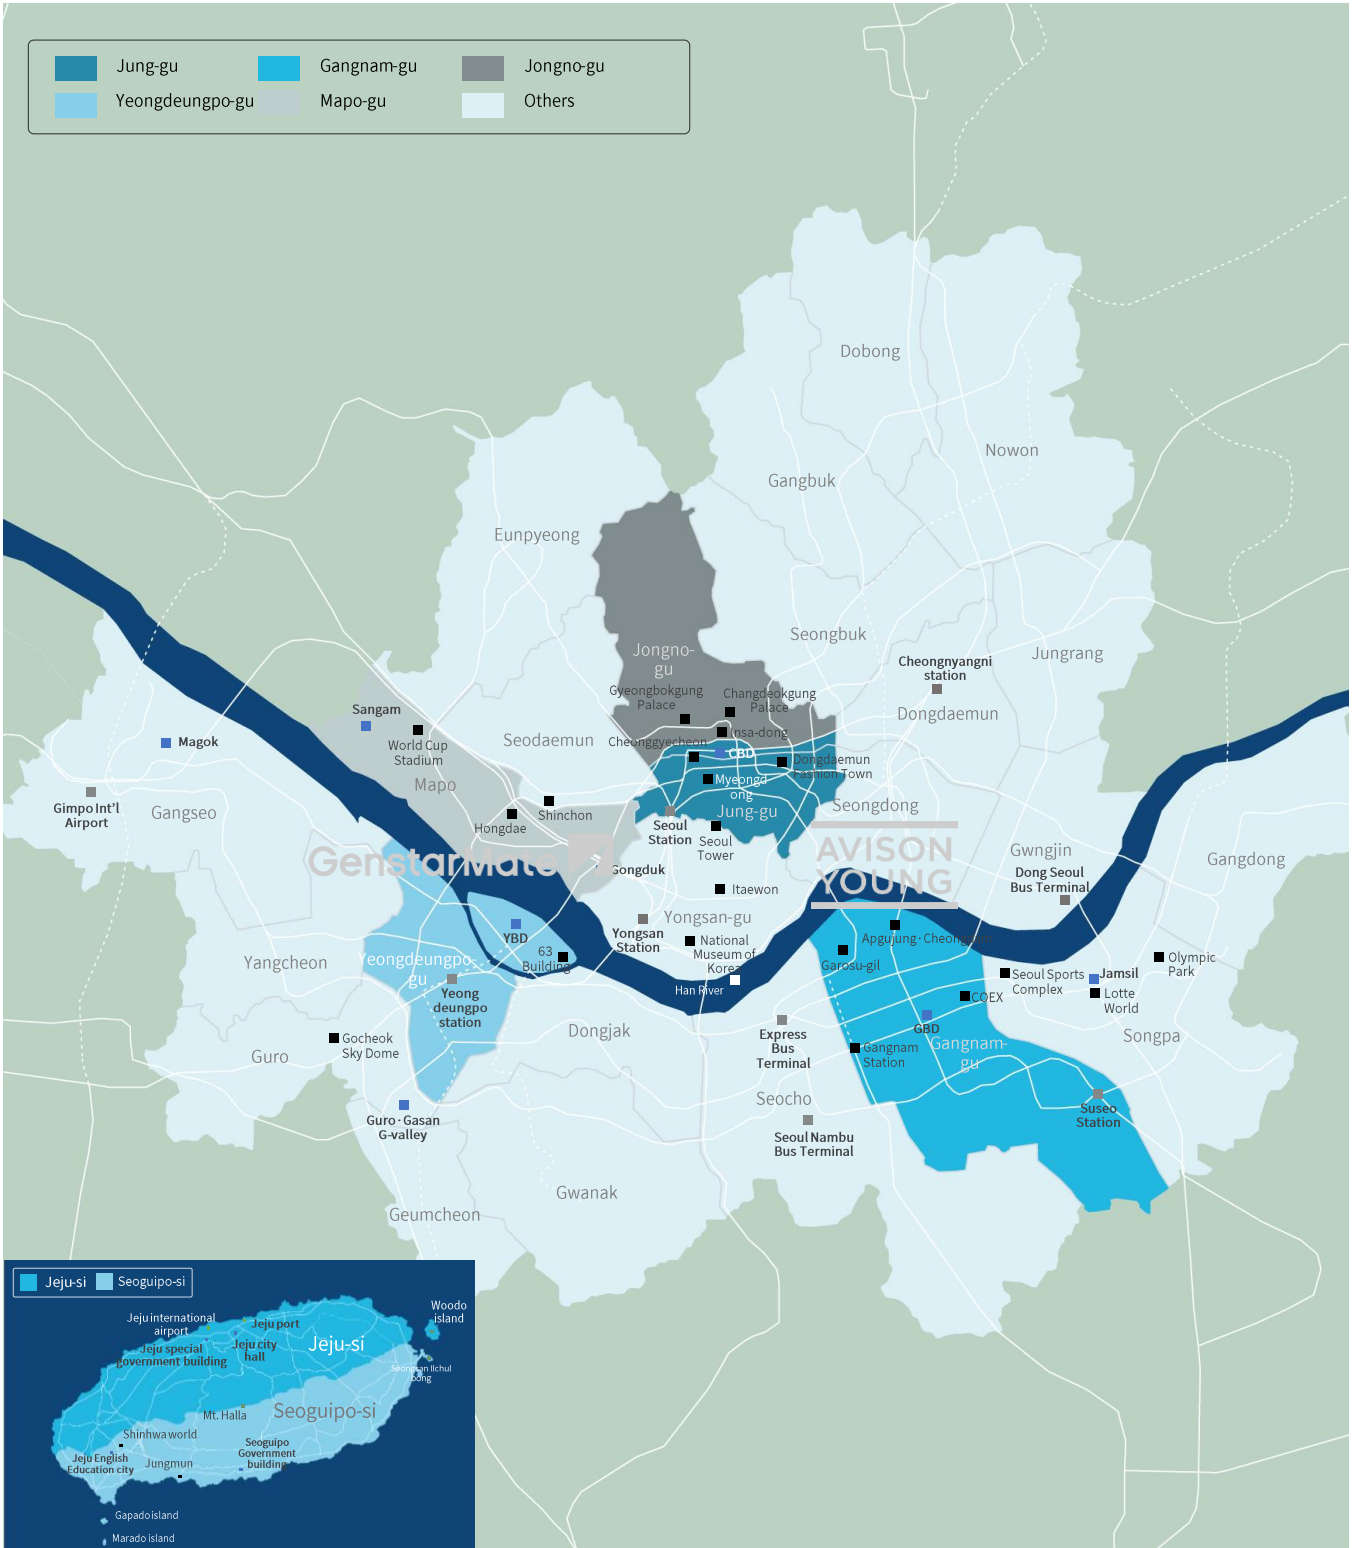 Jung-gu
Gangnam-gu
Jongno-gu
Yeongdeungpo-gu
Mapo-gu
Others
Dobong
Nowon
Gangbuk
Eunpyeong
Seongbuk
Jongno-
gu
Jungrang
Cheongnyangni
station
Gyeongbokgung
Palace
Changdeokgung
Palace
Dongdaemun
Sangam
Insa-dong
Magok
World Cup
Stadium
Seodaemun
Cheonggyecheon
CBD
Dongdaemun
Fashion Town
Mapo
Myeongd
ong
Gimpo Int'l
Airport
Gangseo
Jung-gu
Seongdong
Hongdae
Shinchon
Seoul
Station
Seoul
Tower
GenstarMate
AVISON
YOUNG
Gongduk
Gwngjin
Gangdong
Dong Seoul
Bus Terminal
Itaewon
Yongsan-gu
YBD
Yongsan
Station
National
Museum of
Korea
Apgujung·Cheongdam
Garosu-gil
63
Building
Yangcheon
Yeongdeungpo-
gu
Olympic
Park
Seoul Sports
Complex
Jamsil
Han River
Yeong
deungpo
station
COEX
Lotte
World
GBD
Gocheok
Sky Dome
Dongjak
Express
Bus
Terminal
Songpa
Guro
Gangnam
Station
Gangnam-
gu
Seocho
Suseo
Station
Guro·Gasan
G-valley
Seoul Nambu
Bus Terminal
Gwanak
Geumcheon
Jeju-si
Seoguipo-si
Woodo
island
Jeju international
airport
Jeju port
Jeju special
government building
Jeju city
hall
Jeju-si
Seongsan Ilchul
bong
Mt. Halla
Seoguipo-si
Shinhwa world
Seoguipo
Government
building
Jeju English
Education city
Jungmun
Gapado island
Marado island